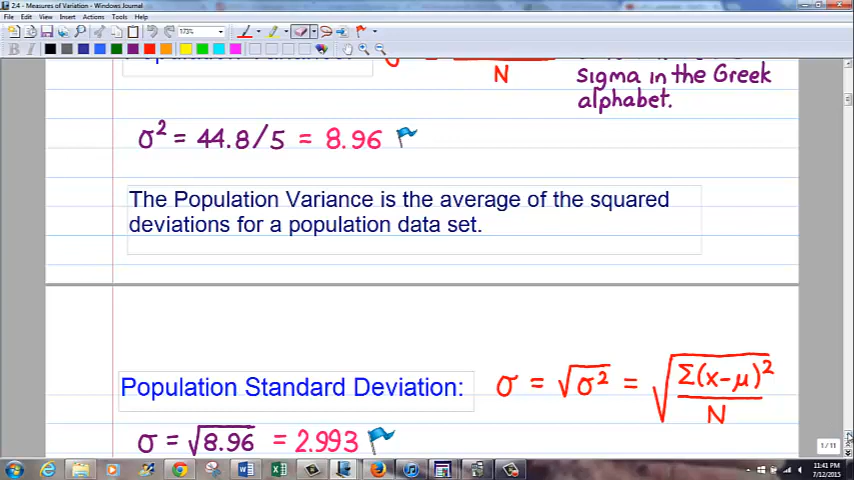 2.4 - Measures of Variation - Windows Journal
File Edit View Insert Actions Tools Help
173%
B I
N
sigma in the Greek
alphabet.
σ² = 44.8/5 = 8.96
The Population Variance is the average of the squared
deviations for a population data set.
Population Standard Deviation: σ = √σ² = √(Σ(x-μ)²/N)
σ = √8.96 = 2.993
1 / 11
11:41 PM
7/12/2015